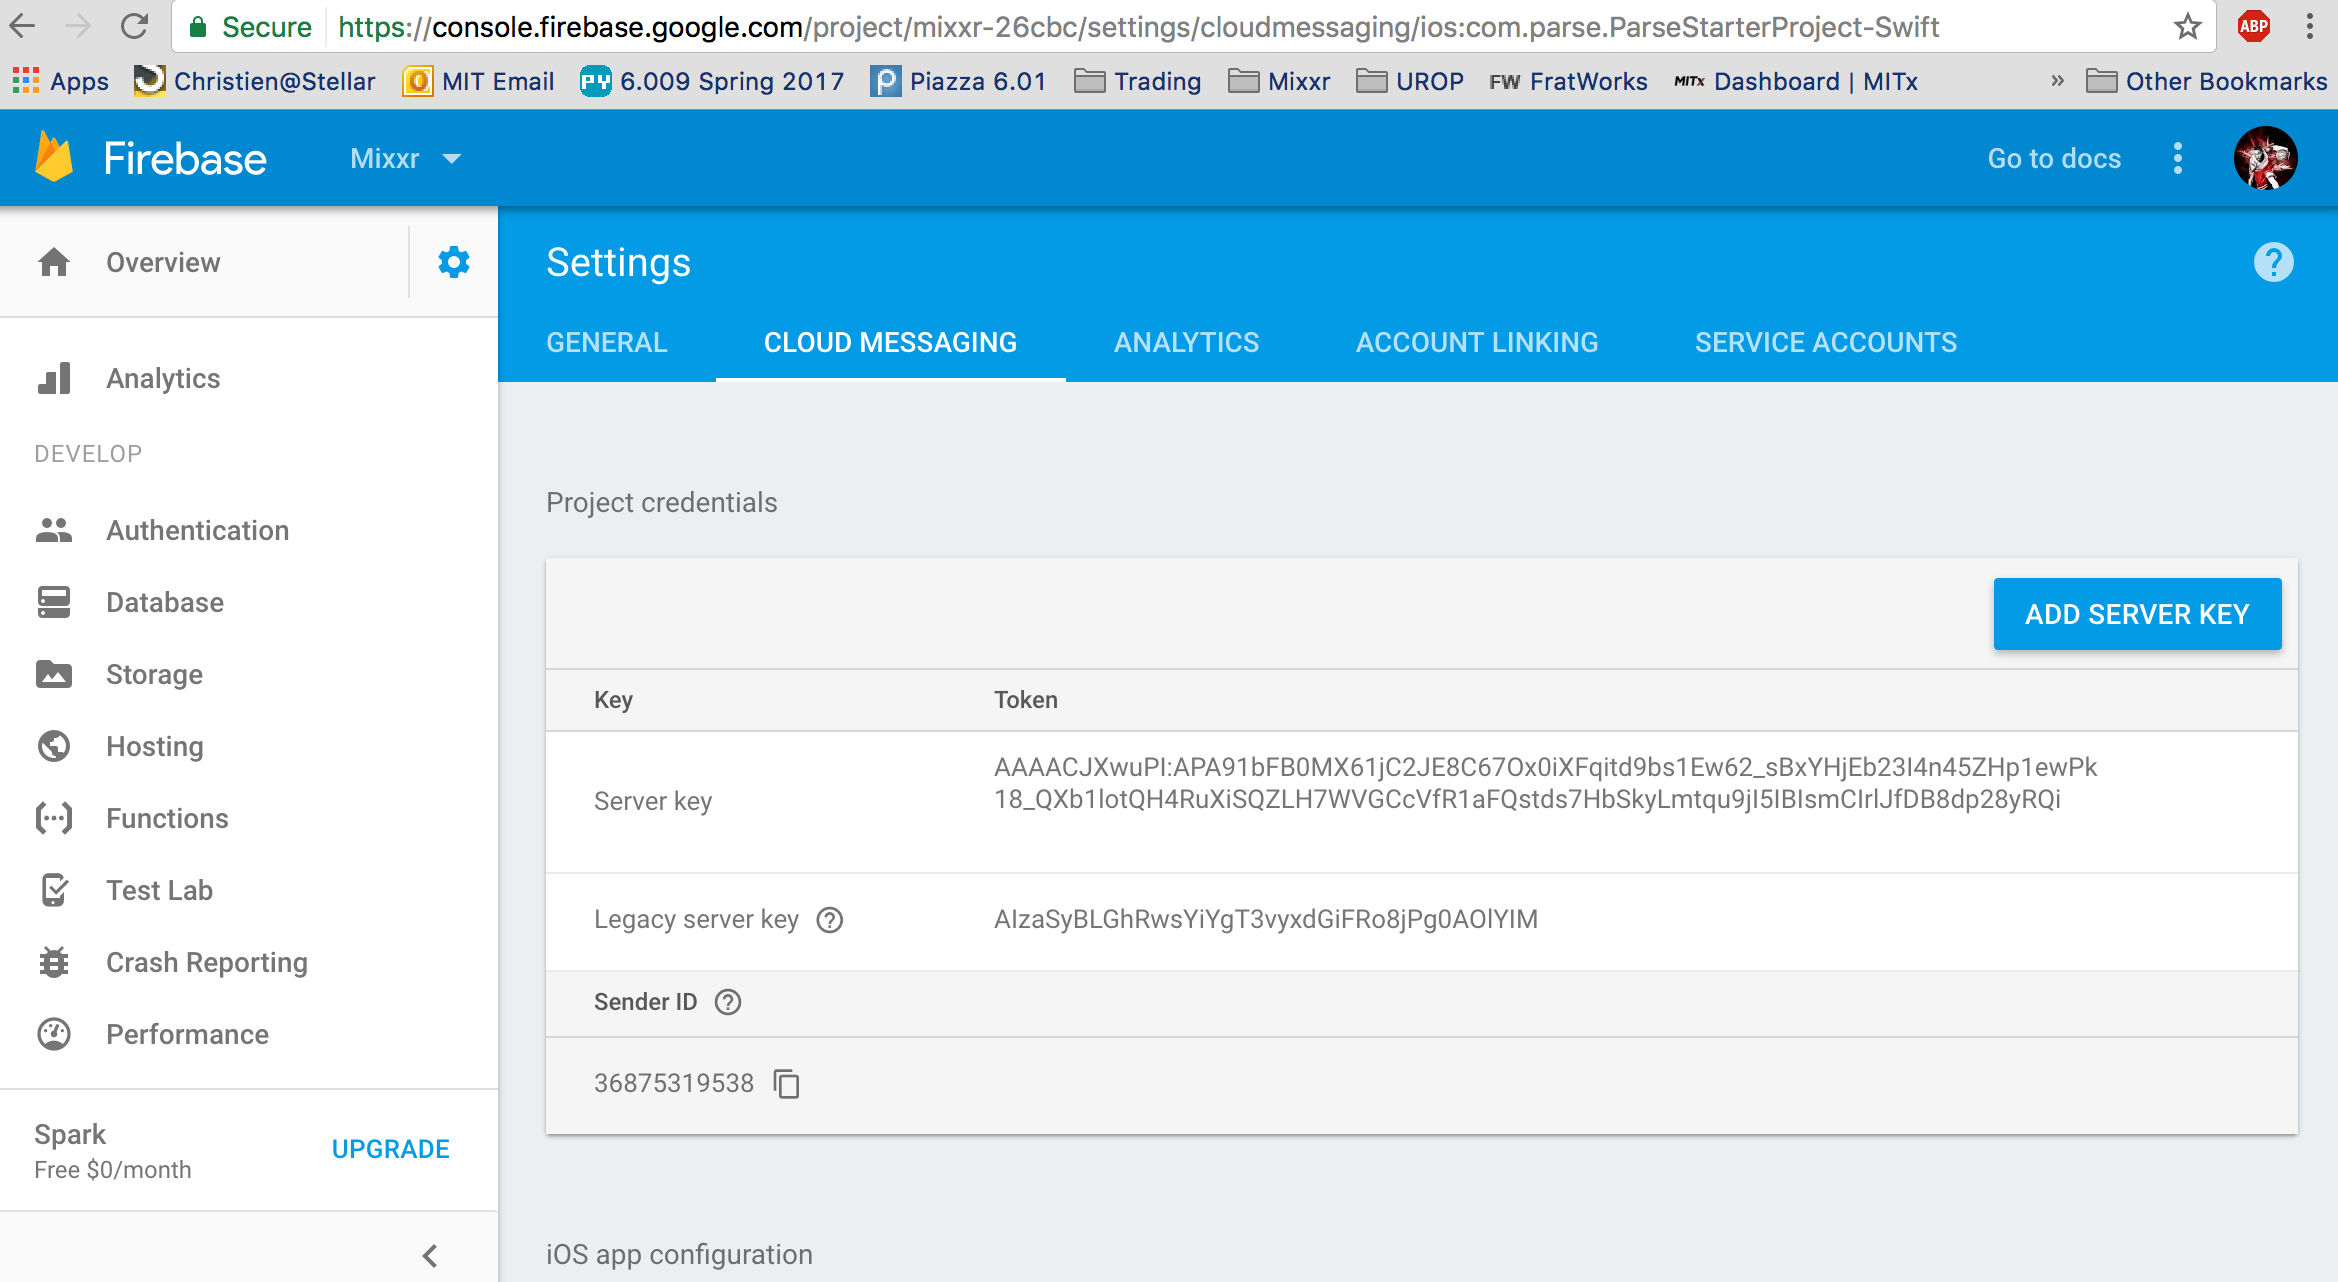 Secure https://console.firebase.google.com/project/mixxr-26cbc/settings/cloudmessaging/ios:com.parse.ParseStarterProject-Swift ABP
Apps Christien@Stellar MIT Email PY 6.009 Spring 2017 Piazza 6.01 Trading Mixxr UROP FW FratWorks MITx Dashboard | MITx » Other Bookmarks
Firebase Mixxr Go to docs
Overview
Settings
GENERAL CLOUD MESSAGING ANALYTICS ACCOUNT LINKING SERVICE ACCOUNTS
Analytics
DEVELOP
Authentication
Database
Storage
Hosting
Functions
Test Lab
Crash Reporting
Performance
Spark
Free $0/month
UPGRADE
Project credentials
ADD SERVER KEY
Key Token
Server key
AAAACJXwuPI:APA91bFB0MX61jC2JE8C67Ox0iXFqitd9bs1Ew62_sBxYHjEb23I4n45ZHp1ewPk
18_QXb1lotQH4RuXiSQZLH7WVGCcVfR1aFQstds7HbSkyLmtqu9jI5IBIsmCIrlJfDB8dp28yRQi
Legacy server key AIzaSyBLGhRwsYiYgT3vyxdGiFRo8jPg0AOlYIM
Sender ID
36875319538
iOS app configuration